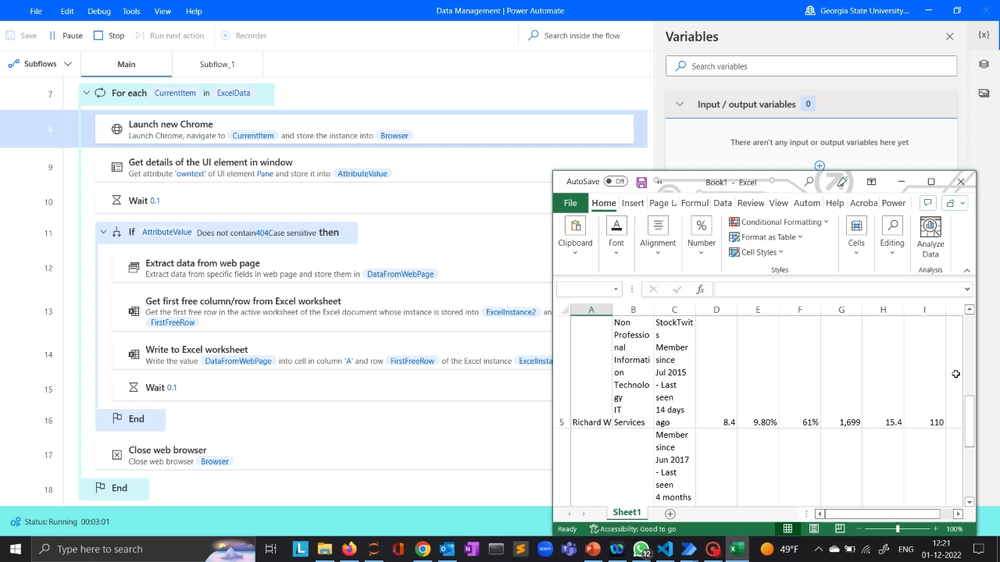 File Edit Debug Tools View Help
Data Management | Power Automate
Georgia State University...
Save Pause Stop Run next action Recorder
Search inside the flow
Subflows Main Subflow_1
7 For each CurrentItem in ExcelData
8 Launch new Chrome
Launch Chrome, navigate to CurrentItem and store the instance into Browser
9 Get details of the UI element in window
Get attribute 'owntext' of UI element Pane and store it into AttributeValue
10 Wait 0.1
11 If AttributeValue Does not contain404Case sensitive then
12 Extract data from web page
Extract data from specific fields in web page and store them in DataFromWebPage
13 Get first free column/row from Excel worksheet
Get the first free row in the active worksheet of the Excel document whose instance is stored into ExcelInstance2 an
FirstFreeRow
14 Write to Excel worksheet
Write the value DataFromWebPage into cell in column 'A' and row FirstFreeRow of the Excel instance ExcelInsta
15 Wait 0.1
16 End
17 Close web browser
Close web browser Browser
18 End
Status: Running 00:03:01
Variables
{x}
Search variables
Input / output variables 0
There aren't any input or output variables here yet
AutoSave Off Book1 - Excel
File Home Insert Page L Formul Data Review View Autom Help Acroba Power
Clipboard Font Alignment Number
%
Conditional Formatting
Format as Table
Cell Styles
Styles
Cells Editing
Analyze
Data
Analysis
fx
A B C D E F G H I
Non
Professio
nal
Informati
on
Technolo
gy
IT
Services
StockTwit
s
Member
since
Jul 2015
- Last
seen
14 days
ago
5 Richard W 8.4 9.80% 61% 1,699 15.4 110
Member
since
Jun 2017
- Last
seen
4 months
Sheet1
Ready Accessibility: Good to go 100%
Type here to search
12
49°F
ENG
12:21
01-12-2022